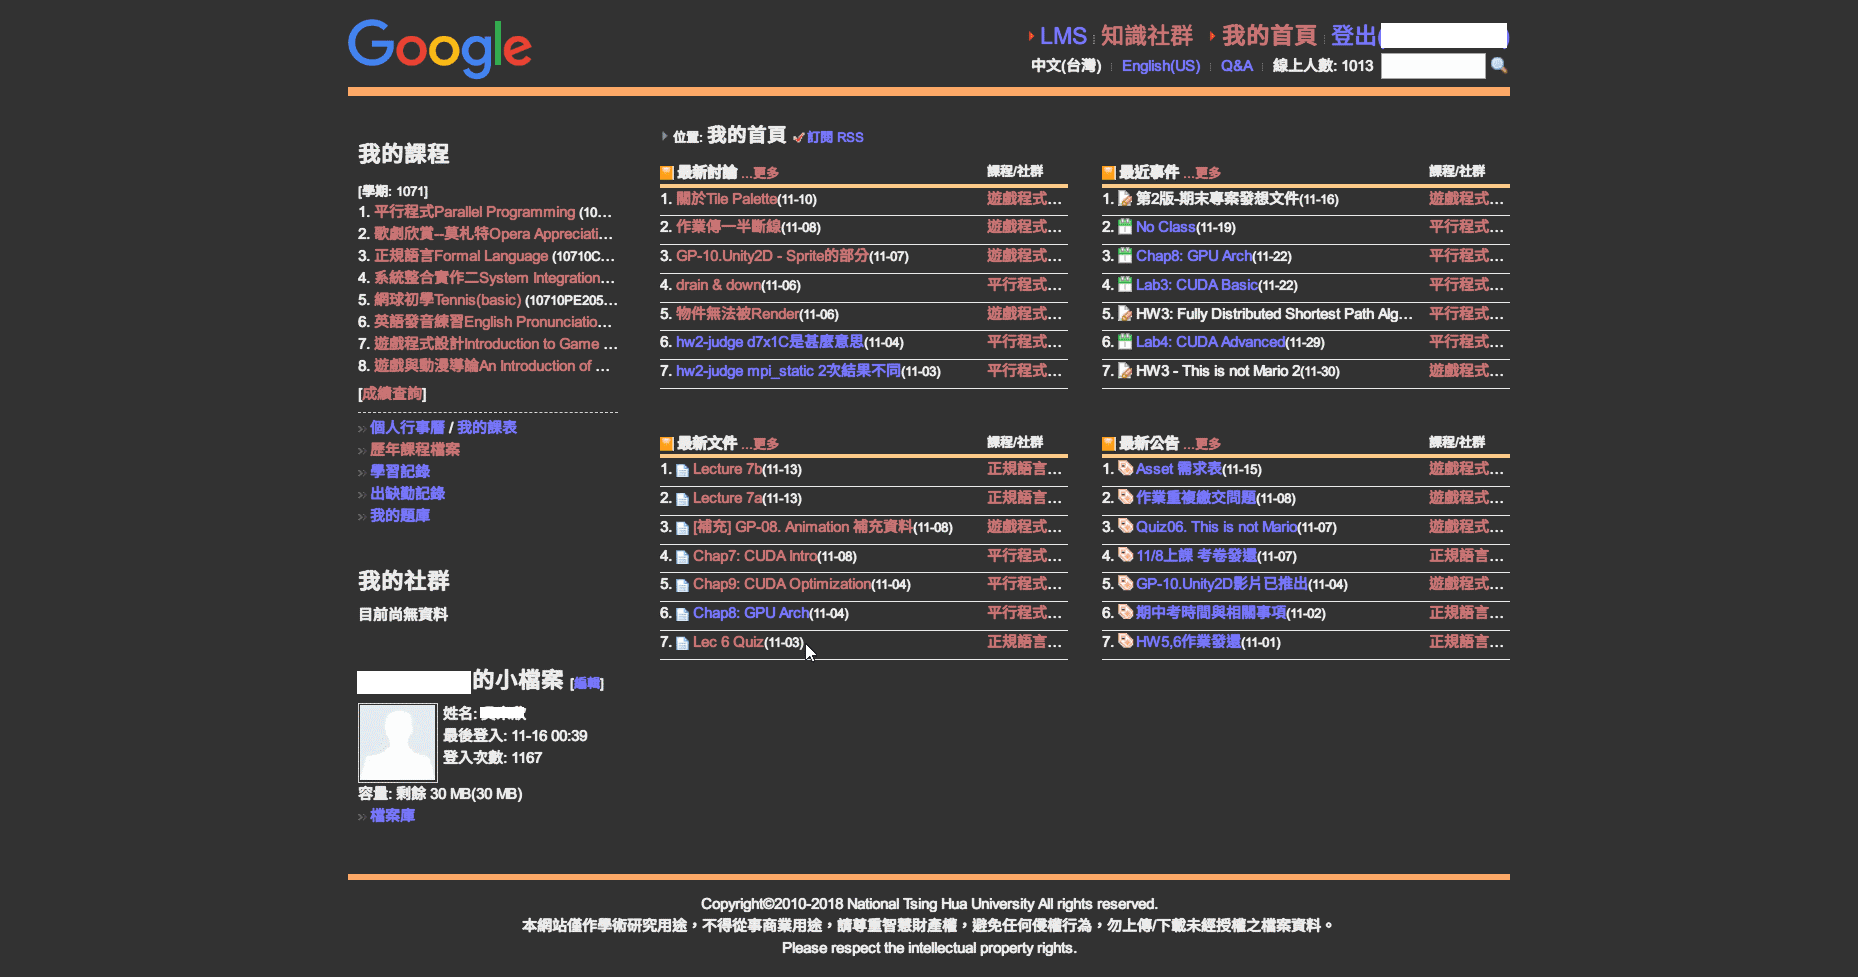 Google
LMS 知識社群 我的首頁 登出(
中文(台灣) English(US) Q&A 線上人數: 1013
我的課程
[學期: 1071]
1. 平行程式Parallel Programming (10...
2. 歌劇欣賞--莫札特Opera Appreciati...
3. 正規語言Formal Language (10710C...
4. 系統整合實作二System Integration...
5. 網球初學Tennis(basic) (10710PE205...
6. 英語發音練習English Pronunciatio...
7. 遊戲程式設計Introduction to Game ...
8. 遊戲與動漫導論An Introduction of ...
[成績查詢]
個人行事曆 / 我的課表
歷年課程檔案
學習記錄
出缺勤記錄
我的題庫
我的社群
目前尚無資料
的小檔案 [編輯]
姓名:
最後登入: 11-16 00:39
登入次數: 1167
容量: 剩餘 30 MB(30 MB)
檔案庫
位置: 我的首頁 訂閱 RSS
最新討論 ...更多 課程/社群
1. 關於Tile Palette(11-10) 遊戲程式...
2. 作業傳一半斷線(11-08) 遊戲程式...
3. GP-10.Unity2D - Sprite的部分(11-07) 遊戲程式...
4. drain & down(11-06) 平行程式...
5. 物件無法被Render(11-06) 遊戲程式...
6. hw2-judge d7x1C是甚麼意思(11-04) 平行程式...
7. hw2-judge mpi_static 2次結果不同(11-03) 平行程式...
最近事件 ...更多 課程/社群
1. 第2版-期末專案發想文件(11-16) 遊戲程式...
2. No Class(11-19) 平行程式...
3. Chap8: GPU Arch(11-22) 平行程式...
4. Lab3: CUDA Basic(11-22) 平行程式...
5. HW3: Fully Distributed Shortest Path Alg... 平行程式...
6. Lab4: CUDA Advanced(11-29) 平行程式...
7. HW3 - This is not Mario 2(11-30) 遊戲程式...
最新文件 ...更多 課程/社群
1. Lecture 7b(11-13) 正規語言...
2. Lecture 7a(11-13) 正規語言...
3. [補充] GP-08. Animation 補充資料(11-08) 遊戲程式...
4. Chap7: CUDA Intro(11-08) 平行程式...
5. Chap9: CUDA Optimization(11-04) 平行程式...
6. Chap8: GPU Arch(11-04) 平行程式...
7. Lec 6 Quiz(11-03) 正規語言...
最新公告 ...更多 課程/社群
1. Asset 需求表(11-15) 遊戲程式...
2. 作業重複繳交問題(11-08) 遊戲程式...
3. Quiz06. This is not Mario(11-07) 遊戲程式...
4. 11/8上課 考卷發還(11-07) 正規語言...
5. GP-10.Unity2D影片已推出(11-04) 遊戲程式...
6. 期中考時間與相關事項(11-02) 正規語言...
7. HW5,6作業發還(11-01) 正規語言...
Copyright©2010-2018 National Tsing Hua University All rights reserved.
本網站僅作學術研究用途，不得從事商業用途，請尊重智慧財產權，避免任何侵權行為，勿上傳/下載未經授權之檔案資料。
Please respect the intellectual property rights.